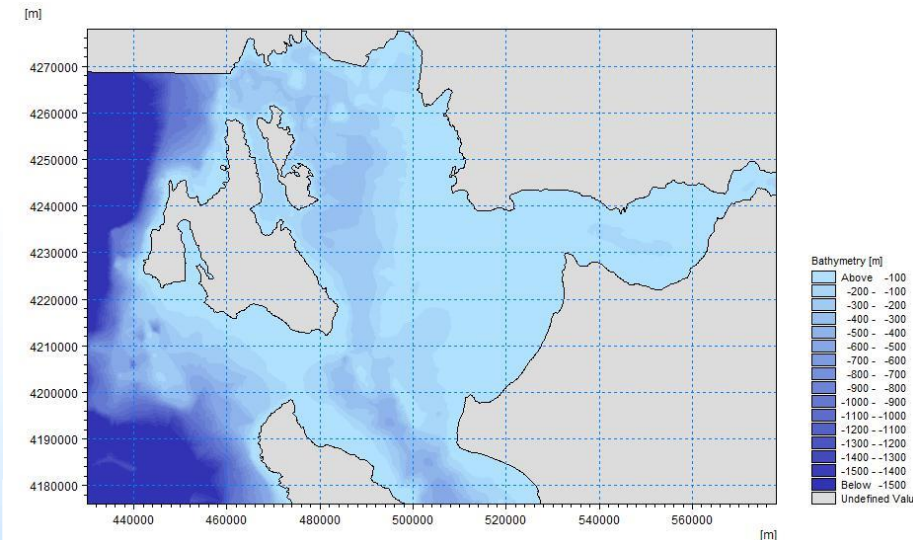 [m]
4270000
4260000
4250000
4240000
4230000
4220000
4210000
4200000
4190000
4180000
440000 460000 480000 500000 520000 540000 560000
[m]
Bathymetry [m]
Above -100
-200 - -100
-300 - -200
-400 - -300
-500 - -400
-600 - -500
-700 - -600
-800 - -700
-900 - -800
-1000 - -900
-1100 - -1000
-1200 - -1100
-1300 - -1200
-1400 - -1300
-1500 - -1400
Below -1500
Undefined Valu